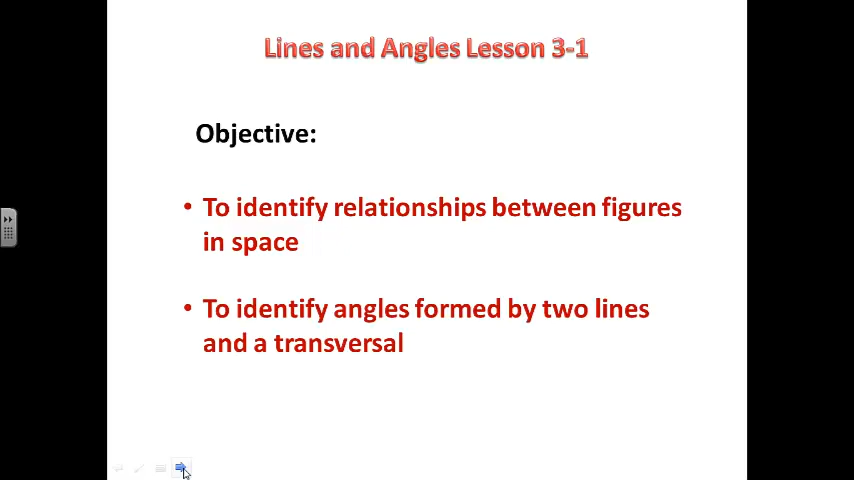 Lines and Angles Lesson 3-1
Objective:
• To identify relationships between figures
in space
• To identify angles formed by two lines
and a transversal